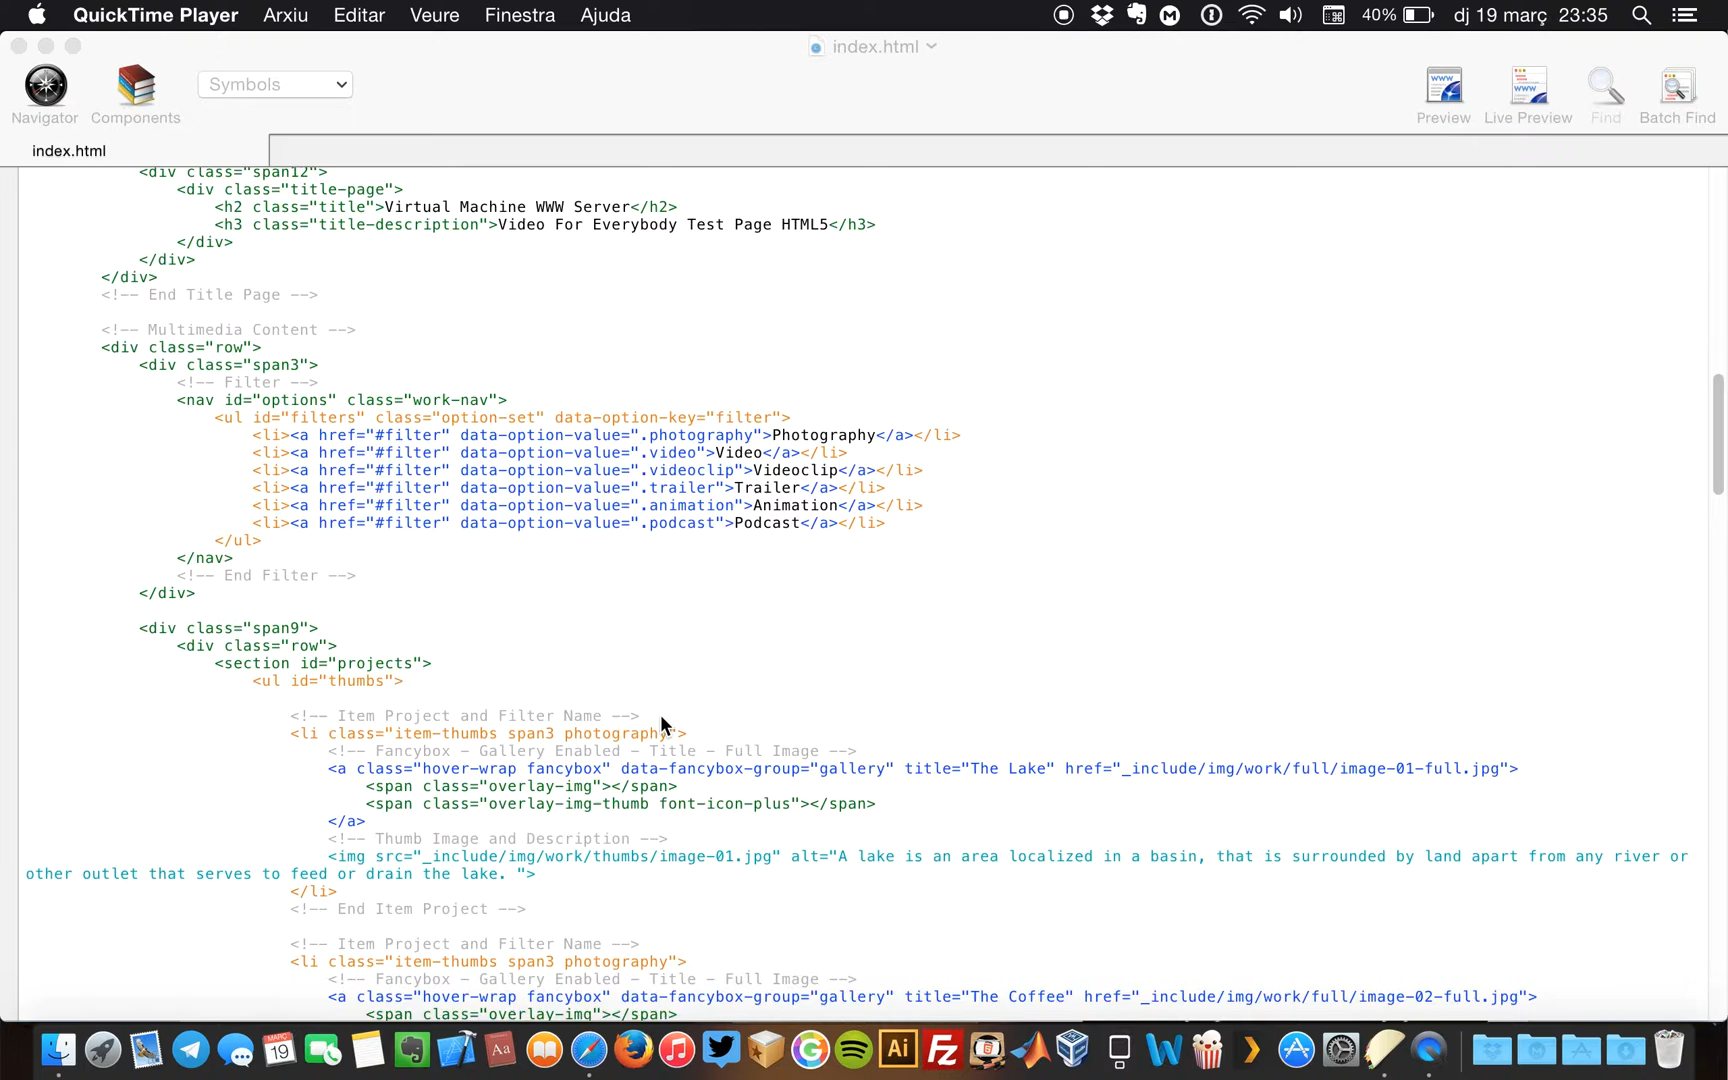 QuickTime Player Arxiu Editar Veure Finestra Ajuda 40% dj 19 març 23:35
index.html
Navigator Components Symbols Preview Live Preview Find Batch Find
index.html
<div class="span12">
<div class="title-page">
<h2 class="title">Virtual Machine WWW Server</h2>
<h3 class="title-description">Video For Everybody Test Page HTML5</h3>
</div>
</div>
</div>
<!-- End Title Page -->
<!-- Multimedia Content -->
<div class="row">
<div class="span3">
<!-- Filter -->
<nav id="options" class="work-nav">
<ul id="filters" class="option-set" data-option-key="filter">
<li><a href="#filter" data-option-value=".photography">Photography</a></li>
<li><a href="#filter" data-option-value=".video">Video</a></li>
<li><a href="#filter" data-option-value=".videoclip">Videoclip</a></li>
<li><a href="#filter" data-option-value=".trailer">Trailer</a></li>
<li><a href="#filter" data-option-value=".animation">Animation</a></li>
<li><a href="#filter" data-option-value=".podcast">Podcast</a></li>
</ul>
</nav>
<!-- End Filter -->
</div>
<div class="span9">
<div class="row">
<section id="projects">
<ul id="thumbs">
<!-- Item Project and Filter Name -->
<li class="item-thumbs span3 photography">
<!-- Fancybox - Gallery Enabled - Title - Full Image -->
<a class="hover-wrap fancybox" data-fancybox-group="gallery" title="The Lake" href="_include/img/work/full/image-01-full.jpg">
<span class="overlay-img"></span>
<span class="overlay-img-thumb font-icon-plus"></span>
</a>
<!-- Thumb Image and Description -->
<img src="_include/img/work/thumbs/image-01.jpg" alt="A lake is an area localized in a basin, that is surrounded by land apart from any river or
other outlet that serves to feed or drain the lake. ">
</li>
<!-- End Item Project -->
<!-- Item Project and Filter Name -->
<li class="item-thumbs span3 photography">
<!-- Fancybox - Gallery Enabled - Title - Full Image -->
<a class="hover-wrap fancybox" data-fancybox-group="gallery" title="The Coffee" href="_include/img/work/full/image-02-full.jpg">
<span class="overlay-img"></span>